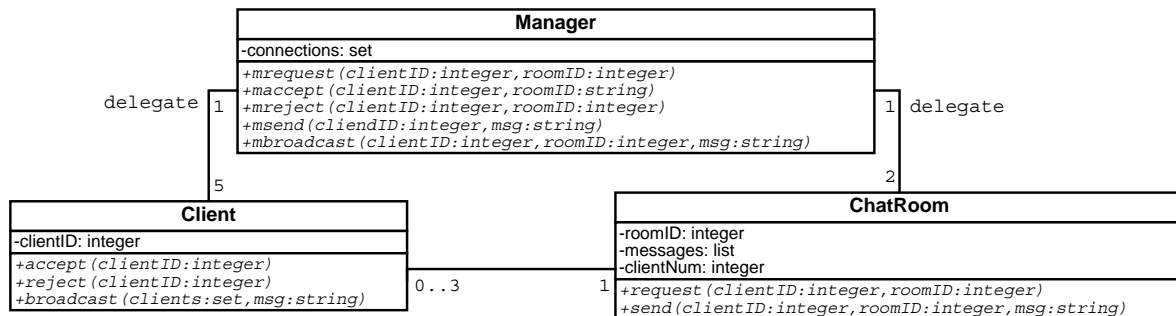 Manager
-connections: set
+mrequest(clientID:integer,roomID:integer)
+maccept(clientID:integer,roomID:string)
+mreject(clientID:integer,roomID:integer)
+msend(cliendID:integer,msg:string)
+mbroadcast(clientID:integer,roomID:integer,msg:string)
delegate
1
1
delegate
5
2
Client
-clientID: integer
+accept(clientID:integer)
+reject(clientID:integer)
+broadcast(clients:set,msg:string)
0..3
1
ChatRoom
-roomID: integer
-messages: list
-clientNum: integer
+request(clientID:integer,roomID:integer)
+send(clientID:integer,roomID:integer,msg:string)